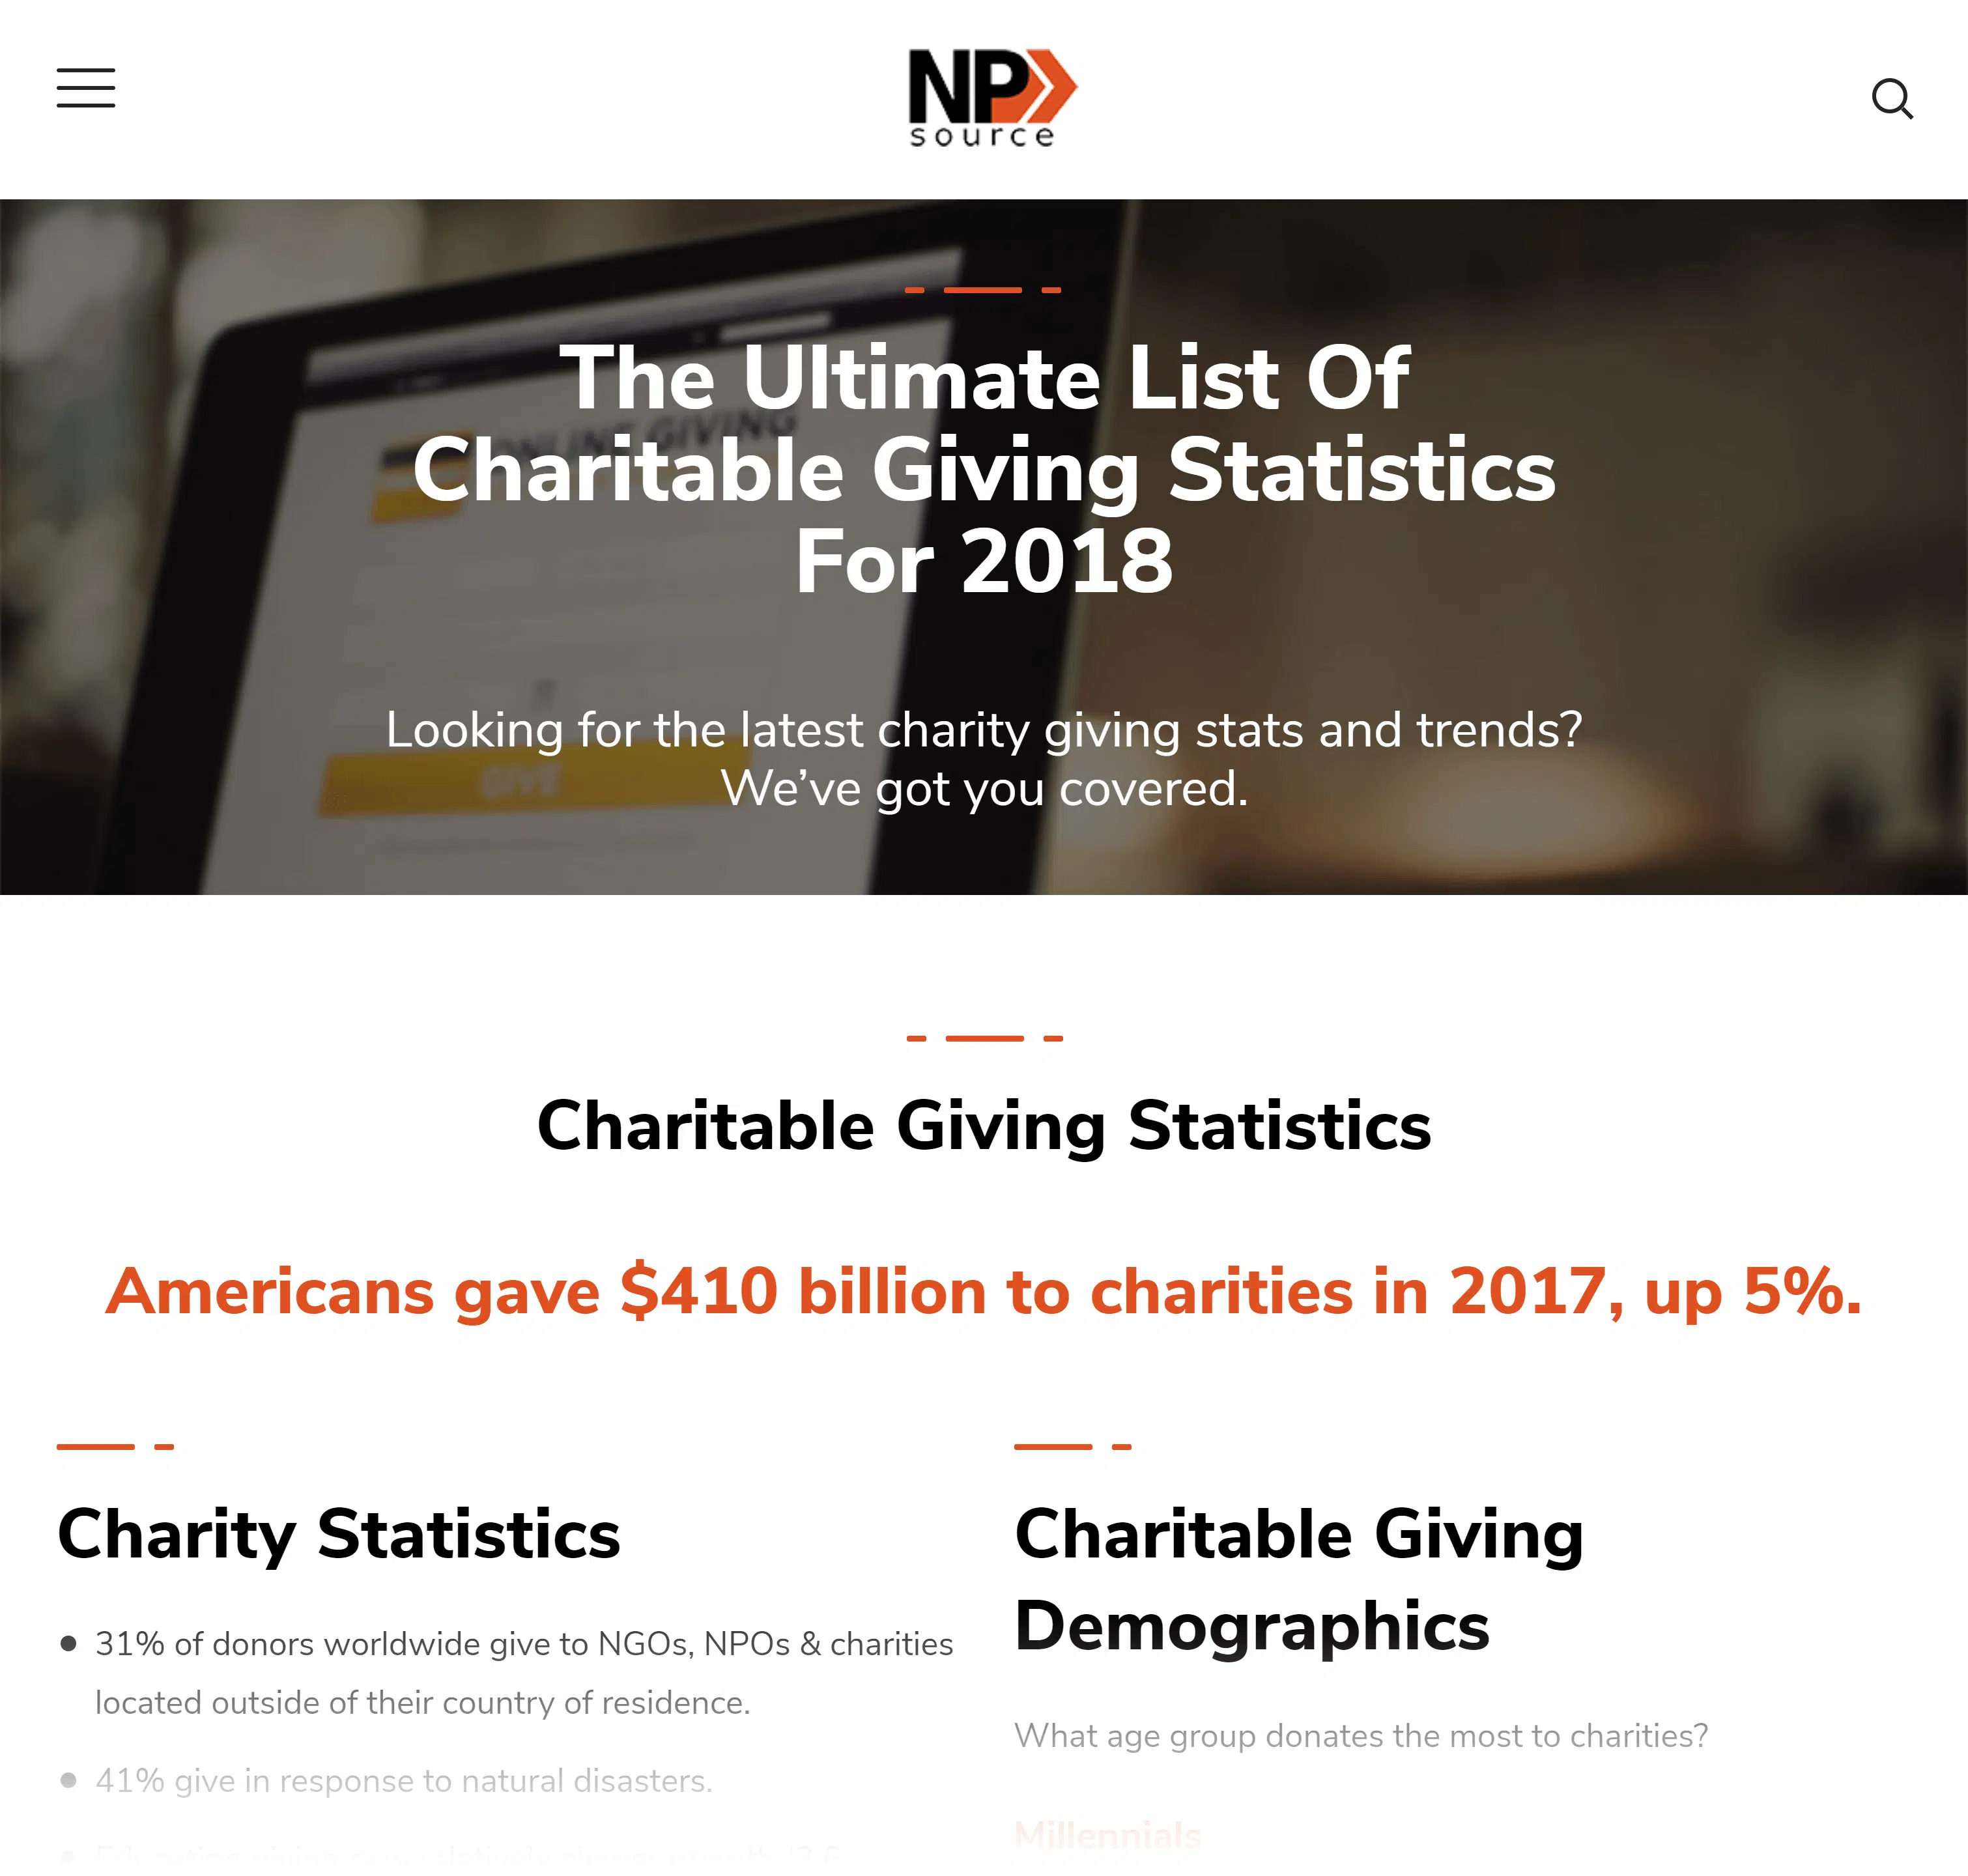 NP
source
The Ultimate List Of
Charitable Giving Statistics
For 2018
ONLINE GIVING
Looking for the latest charity giving stats and trends?
We’ve got you covered.
GIVE
Charitable Giving Statistics
Americans gave $410 billion to charities in 2017, up 5%.
Charity Statistics
• 31% of donors worldwide give to NGOs, NPOs & charities
located outside of their country of residence.
• 41% give in response to natural disasters.
Charitable Giving
Demographics
What age group donates the most to charities?
Millennials